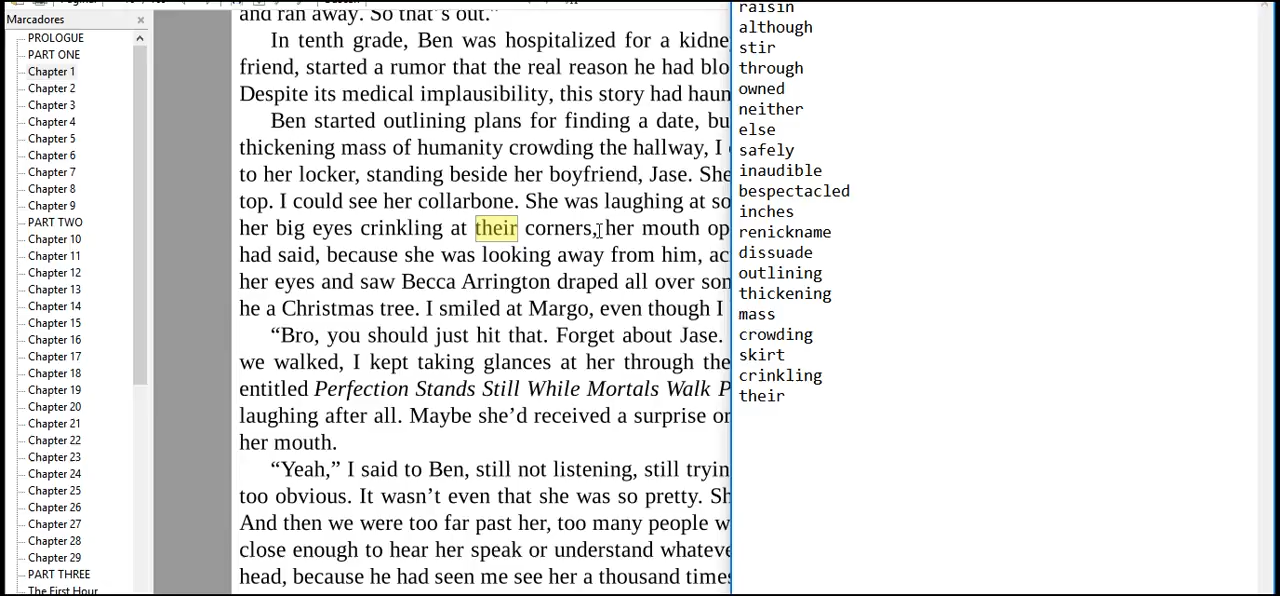 Marcadores
PROLOGUE
PART ONE
Chapter 1
Chapter 2
Chapter 3
Chapter 4
Chapter 5
Chapter 6
Chapter 7
Chapter 8
Chapter 9
PART TWO
Chapter 10
Chapter 11
Chapter 12
Chapter 13
Chapter 14
Chapter 15
Chapter 16
Chapter 17
Chapter 18
Chapter 19
Chapter 20
Chapter 21
Chapter 22
Chapter 23
Chapter 24
Chapter 25
Chapter 26
Chapter 27
Chapter 28
Chapter 29
PART THREE
The First Hour
and ran away. So that's out."
In tenth grade, Ben was hospitalized for a kidne
friend, started a rumor that the real reason he had blo
Despite its medical implausibility, this story had haun
Ben started outlining plans for finding a date, bu
thickening mass of humanity crowding the hallway, I
to her locker, standing beside her boyfriend, Jase. She
top. I could see her collarbone. She was laughing at so
her big eyes crinkling at their corners, her mouth op
had said, because she was looking away from him, ac
her eyes and saw Becca Arrington draped all over son
he a Christmas tree. I smiled at Margo, even though I
“Bro, you should just hit that. Forget about Jase.
we walked, I kept taking glances at her through the
entitled Perfection Stands Still While Mortals Walk P
laughing after all. Maybe she’d received a surprise or
her mouth.
“Yeah,” I said to Ben, still not listening, still tryin
too obvious. It wasn’t even that she was so pretty. Sh
And then we were too far past her, too many people w
close enough to hear her speak or understand whateve
head, because he had seen me see her a thousand times
raisin
although
stir
through
owned
neither
else
safely
inaudible
bespectacled
inches
renickname
dissuade
outlining
thickening
mass
crowding
skirt
crinkling
their